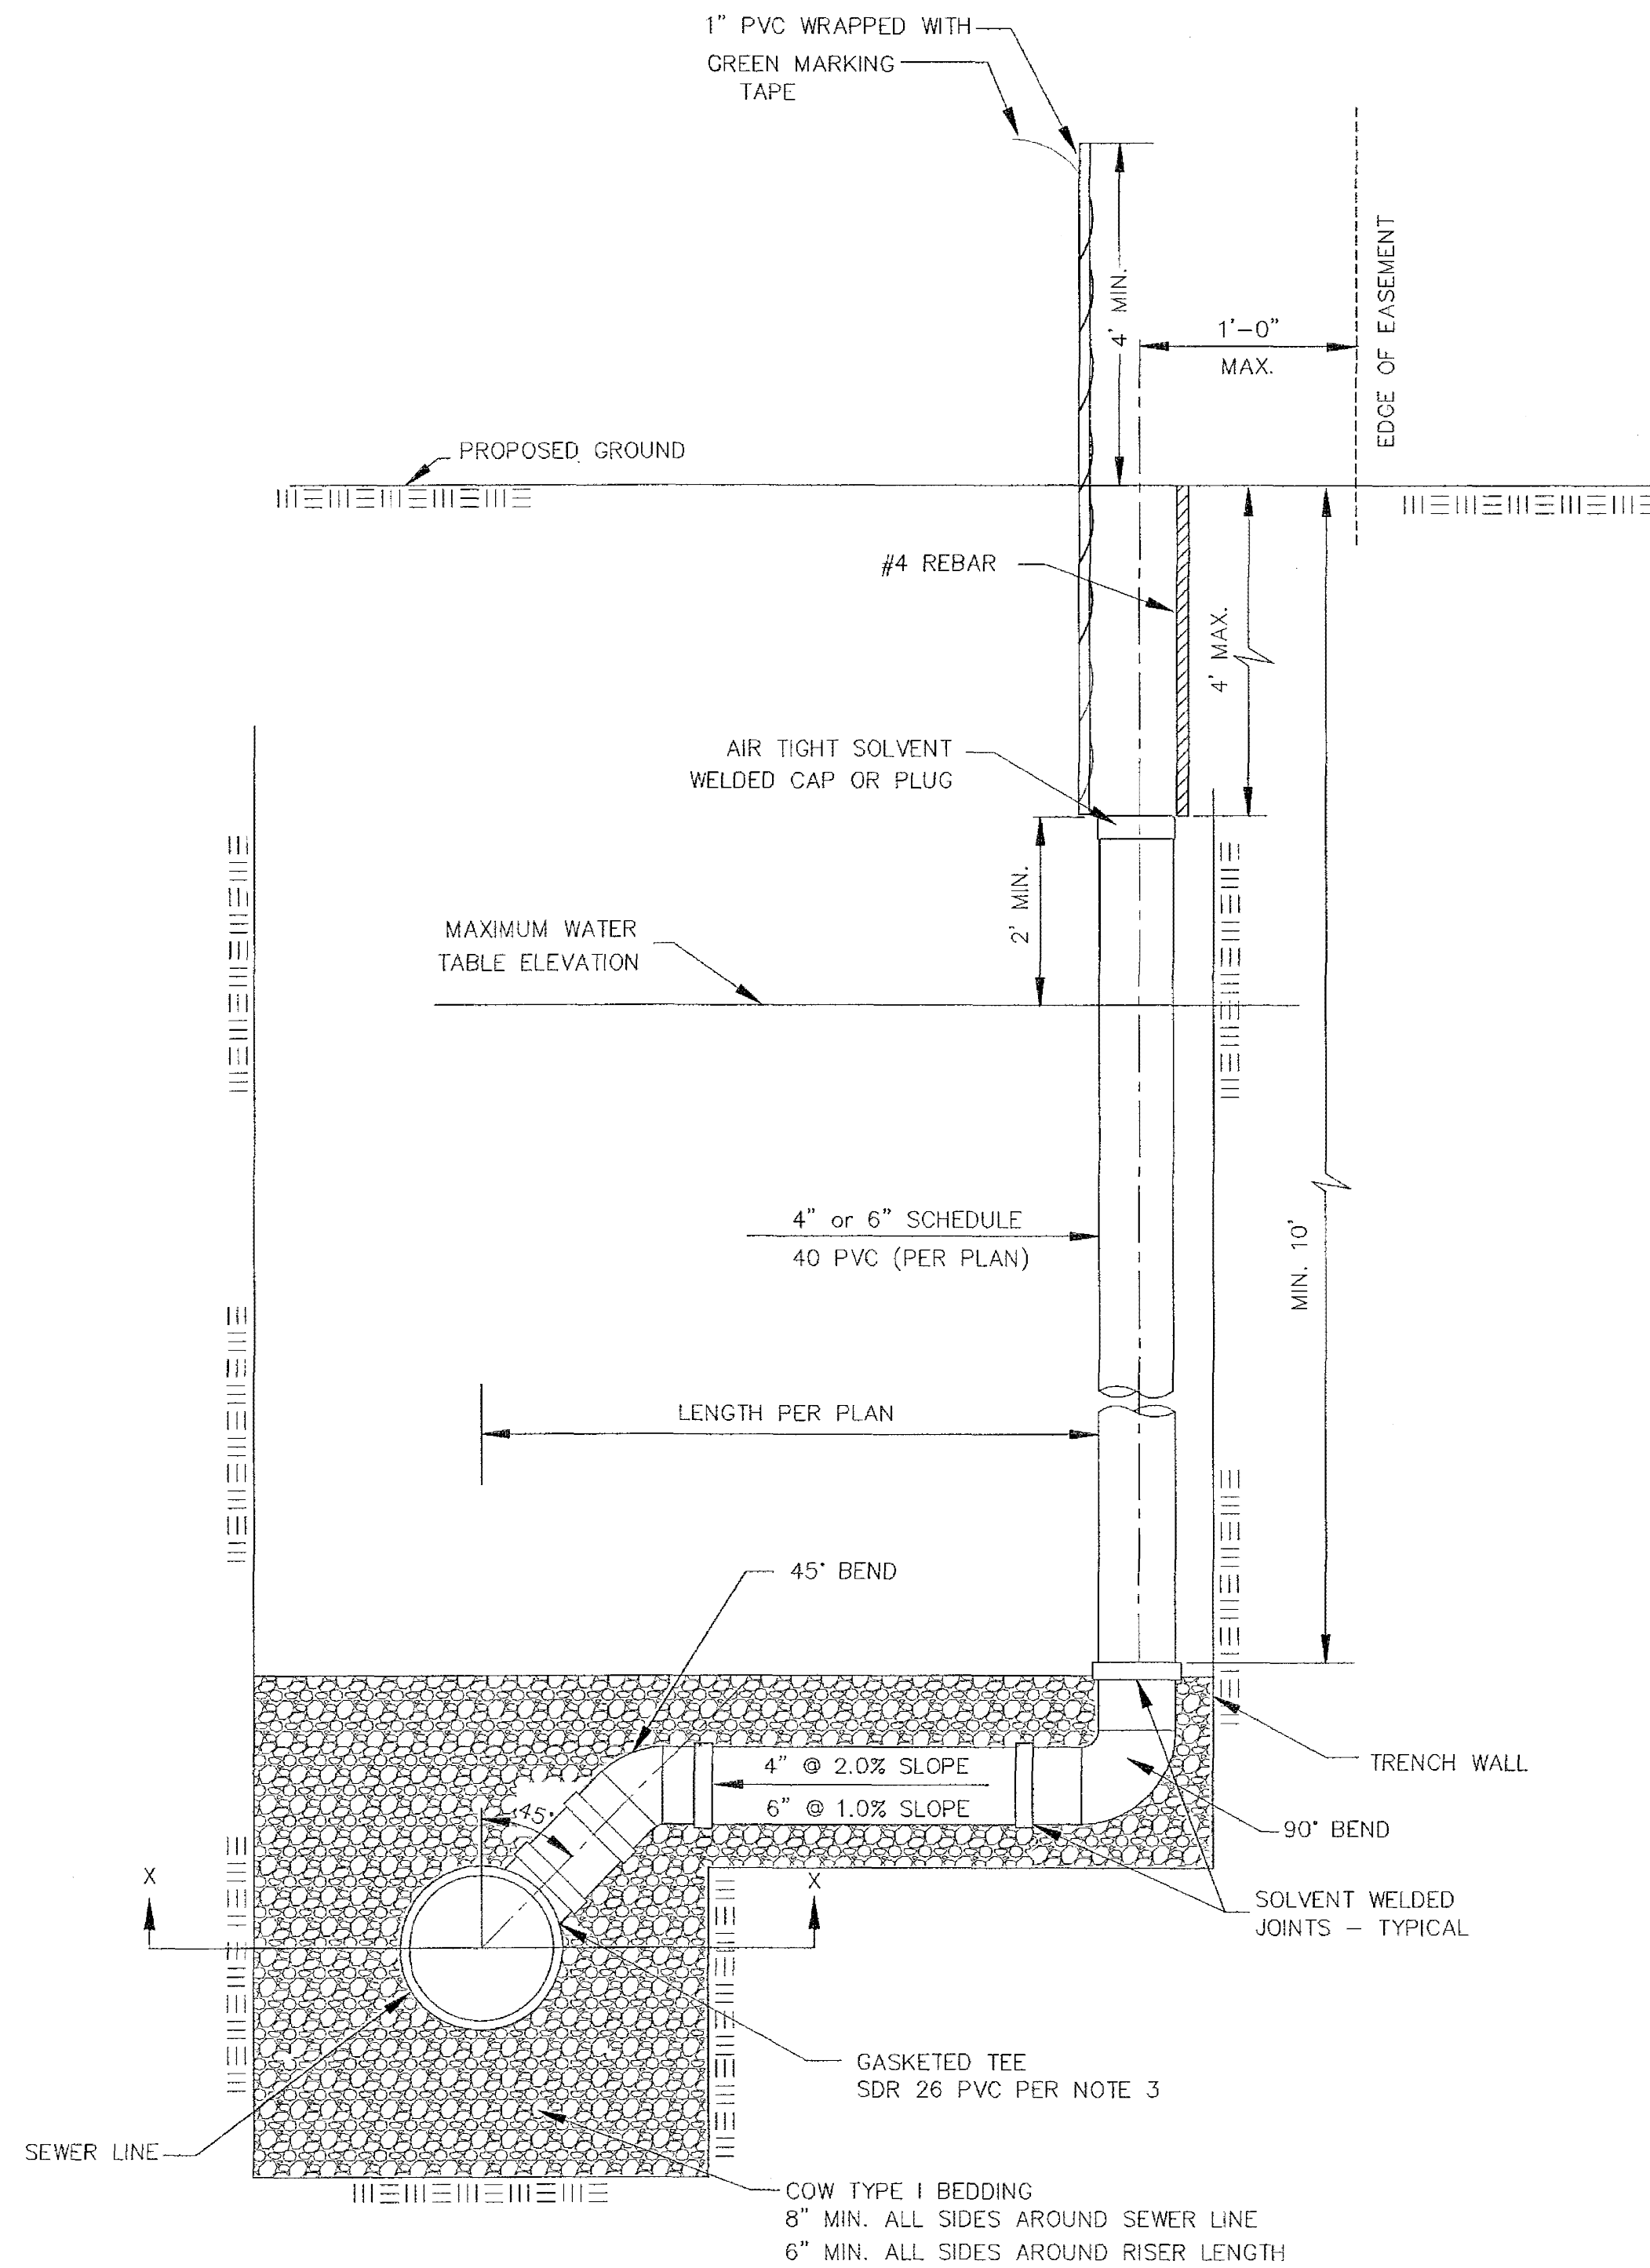 1" PVC WRAPPED WITH
GREEN MARKING
TAPE
4' MIN.
1'-0"
MAX.
EDGE OF EASEMENT
PROPOSED GROUND
#4 REBAR
4' MAX.
AIR TIGHT SOLVENT
WELDED CAP OR PLUG
2' MIN.
MAXIMUM WATER
TABLE ELEVATION
4" or 6" SCHEDULE
40 PVC (PER PLAN)
MIN. 10'
LENGTH PER PLAN
45° BEND
4" @ 2.0% SLOPE
6" @ 1.0% SLOPE
TRENCH WALL
45°
90° BEND
X
X
SOLVENT WELDED
JOINTS - TYPICAL
GASKETED TEE
SDR 26 PVC PER NOTE 3
SEWER LINE
COW TYPE I BEDDING
8" MIN. ALL SIDES AROUND SEWER LINE
6" MIN. ALL SIDES AROUND RISER LENGTH